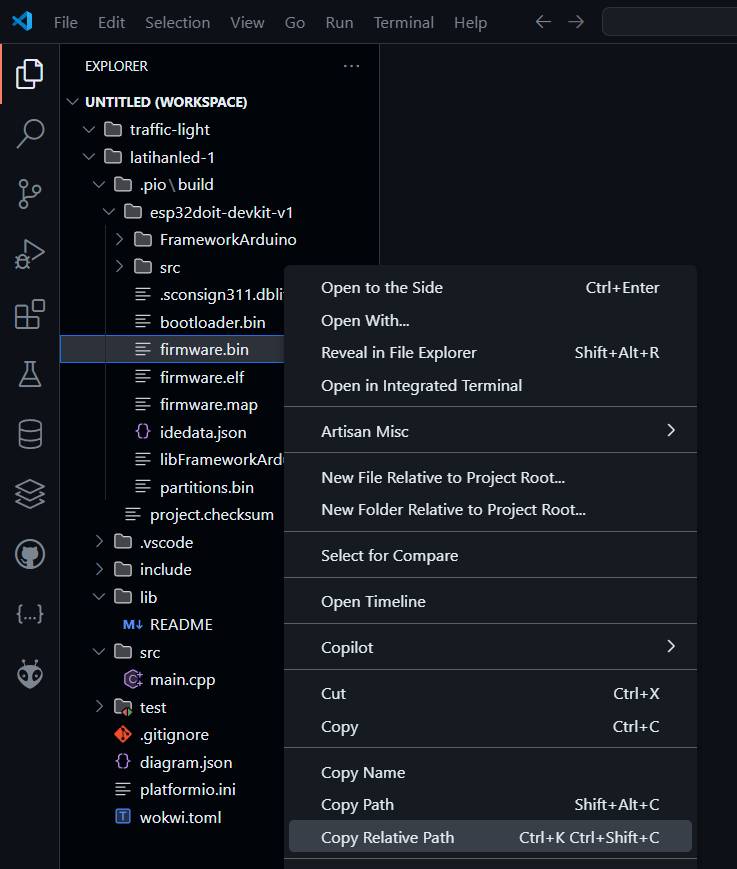 File Edit Selection View Go Run Terminal Help
EXPLORER
UNTITLED (WORKSPACE)
traffic-light
latihanled-1
.pio\build
esp32doit-devkit-v1
FrameworkArduino
src
.sconsign311.dbli
bootloader.bin
firmware.bin
firmware.elf
firmware.map
idedata.json
libFrameworkArdu
partitions.bin
project.checksum
.vscode
include
lib
M↓ README
src
main.cpp
test
.gitignore
diagram.json
platformio.ini
T wokwi.toml
Open to the Side Ctrl+Enter
Open With...
Reveal in File Explorer Shift+Alt+R
Open in Integrated Terminal
Artisan Misc
New File Relative to Project Root...
New Folder Relative to Project Root...
Select for Compare
Open Timeline
Copilot
Cut Ctrl+X
Copy Ctrl+C
Copy Name
Copy Path Shift+Alt+C
Copy Relative Path Ctrl+K Ctrl+Shift+C